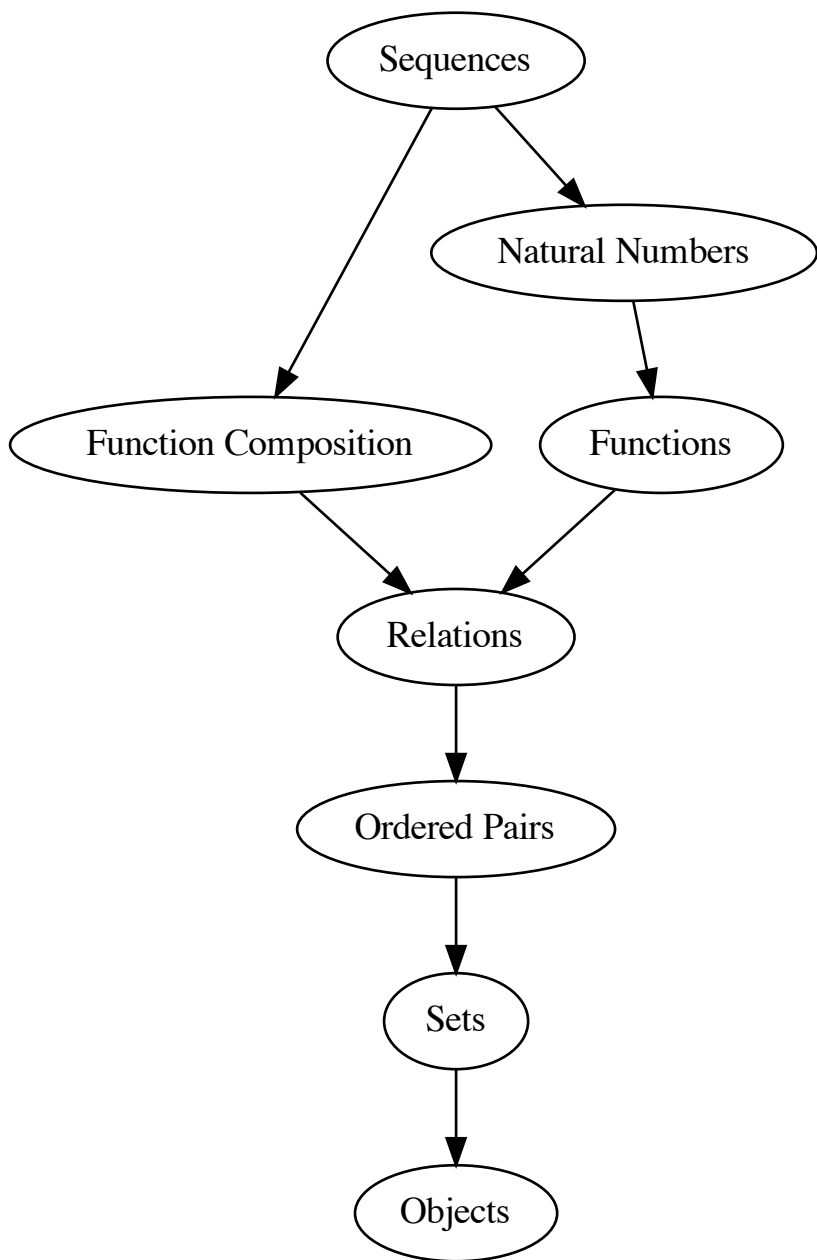 Sequences
Natural Numbers
Function Composition
Functions
Relations
Ordered Pairs
Sets
Objects